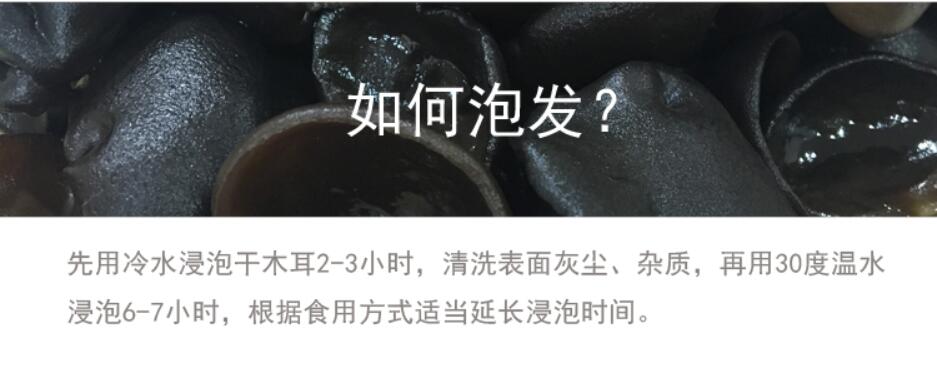 如何泡发？
先用冷水浸泡干木耳2-3小时，清洗表面灰尘、杂质，再用30度温水
浸泡6-7小时，根据食用方式适当延长浸泡时间。